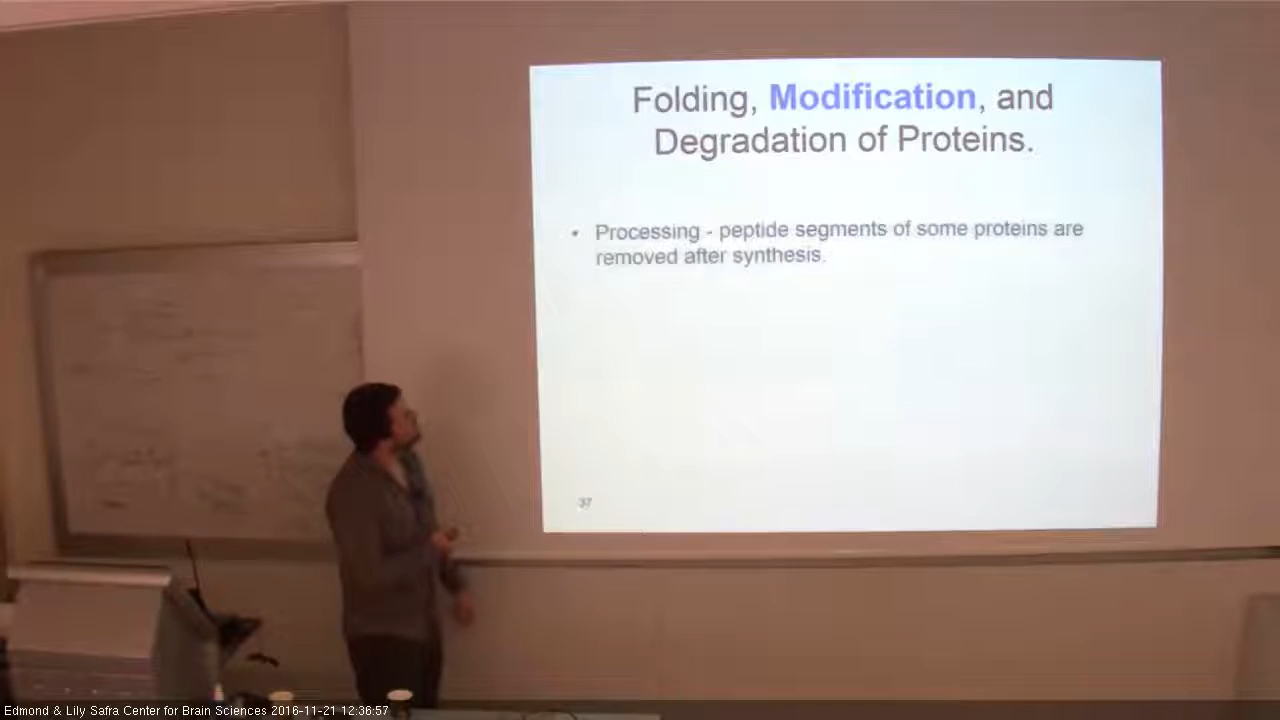 Folding, Modification, and
Degradation of Proteins.
• Processing - peptide segments of some proteins are
removed after synthesis.
37
Edmond & Lily Safra Center for Brain Sciences 2016-11-21 12:36:57